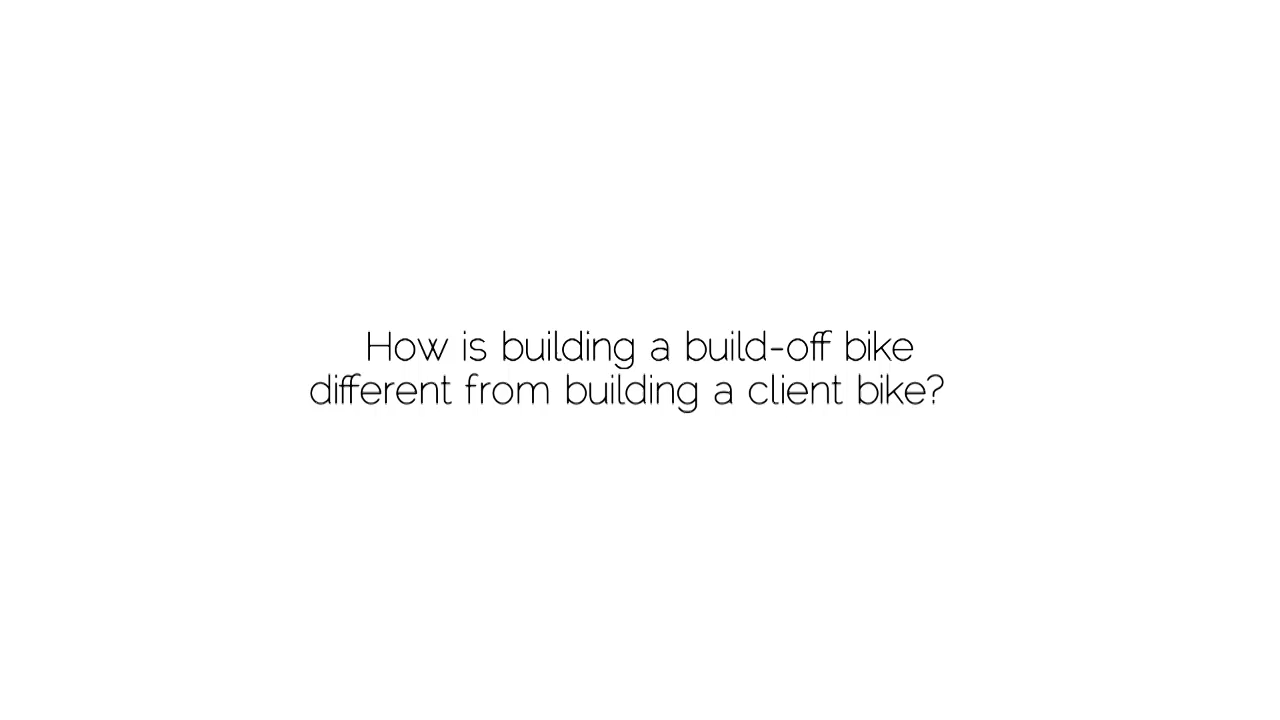 How is building a build-off bike
different from building a client bike?